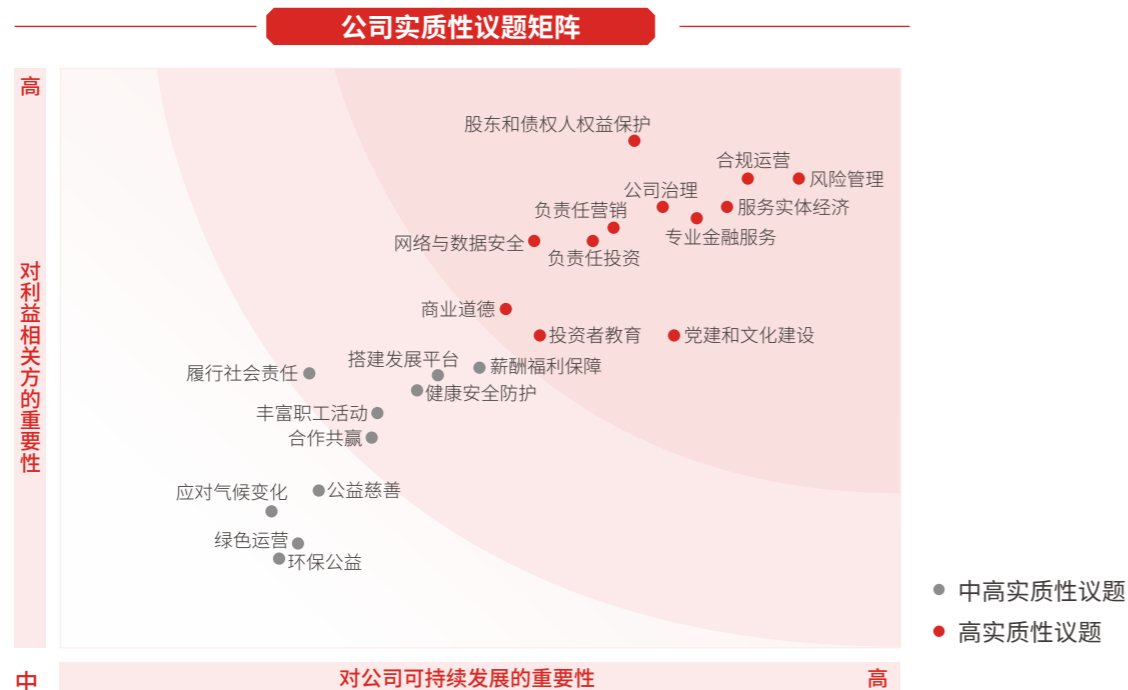 公司实质性议题矩阵
高
对利益相关方的重要性
股东和债权人权益保护
合规运营
风险管理
公司治理
服务实体经济
负责任营销
专业金融服务
网络与数据安全
负责任投资
商业道德
投资者教育
党建和文化建设
搭建发展平台
薪酬福利保障
履行社会责任
健康安全防护
丰富职工活动
合作共赢
应对气候变化
公益慈善
绿色运营
环保公益
中高实质性议题
高实质性议题
中
对公司可持续发展的重要性
高